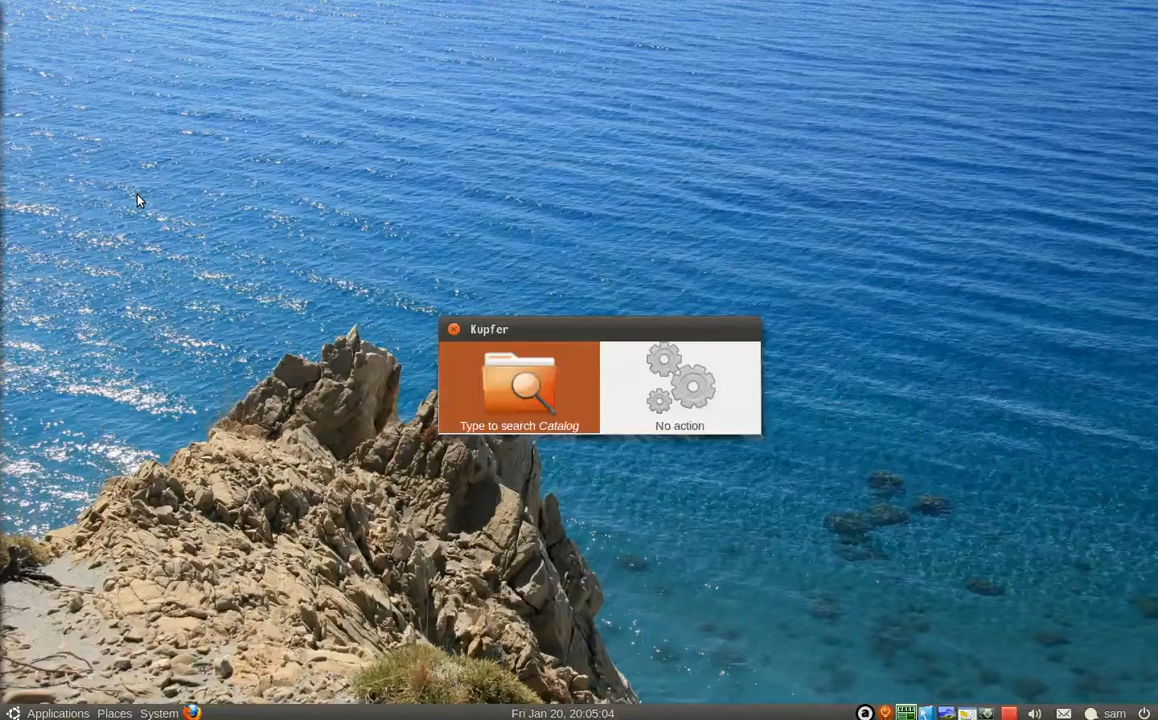 Kupfer
Type to search Catalog
No action
Applications Places System
Fri Jan 20, 20:05:04
sam